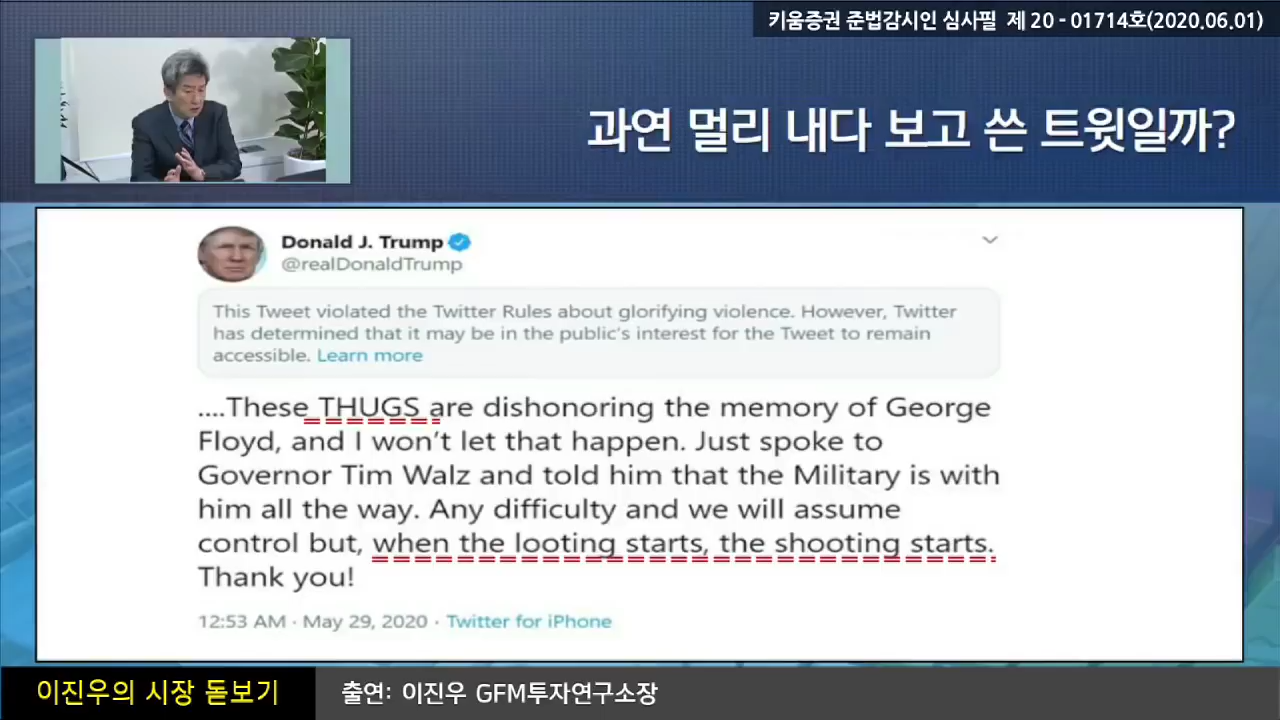 키움증권 준법감시인 심사필 제 20 - 01714호(2020.06.01)
과연 멀리 내다 보고 쓴 트윗일까?
Donald J. Trump
@realDonaldTrump
This Tweet violated the Twitter Rules about glorifying violence. However, Twitter
has determined that it may be in the public's interest for the Tweet to remain
accessible. Learn more
....These THUGS are dishonoring the memory of George
Floyd, and I won't let that happen. Just spoke to
Governor Tim Walz and told him that the Military is with
him all the way. Any difficulty and we will assume
control but, when the looting starts, the shooting starts.
Thank you!
12:53 AM · May 29, 2020 · Twitter for iPhone
이진우의 시장 돋보기
출연: 이진우 GFM투자연구소장